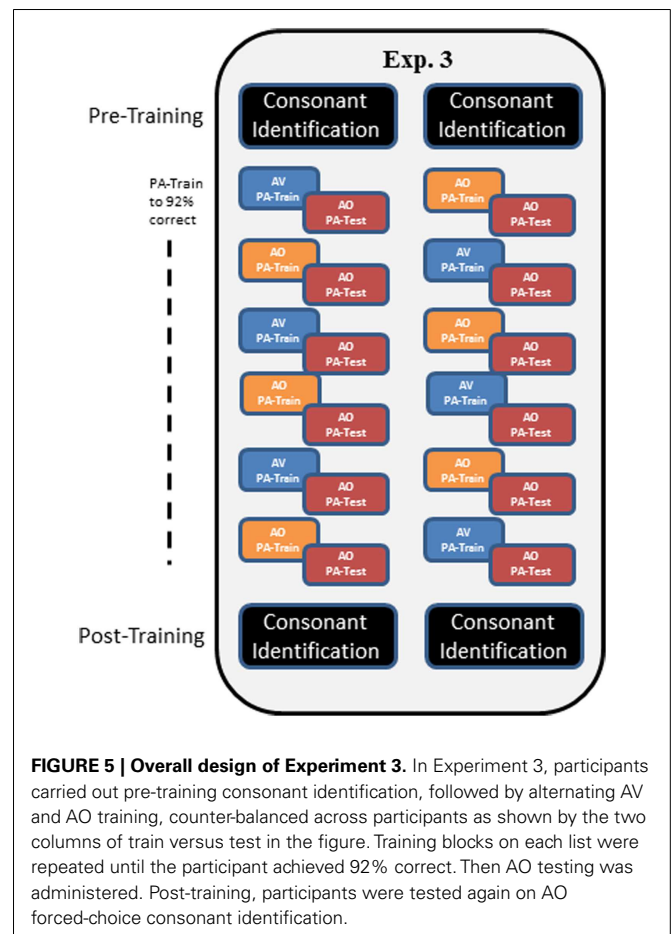 Exp. 3
Pre-Training
Consonant Identification
Consonant Identification
PA-Train
to 92%
correct
AV
PA-Train
AO
PA-Test
AO
PA-Train
AO
PA-Test
AO
PA-Train
AO
PA-Test
AV
PA-Train
AO
PA-Test
AV
PA-Train
AO
PA-Test
AO
PA-Train
AO
PA-Test
AO
PA-Train
AO
PA-Test
AV
PA-Train
AO
PA-Test
AV
PA-Train
AO
PA-Test
AO
PA-Train
AO
PA-Test
AO
PA-Train
AO
PA-Test
AV
PA-Train
AO
PA-Test
Post-Training
Consonant
Identification
Consonant
Identification
FIGURE 5 | Overall design of Experiment 3. In Experiment 3, participants
carried out pre-training consonant identification, followed by alternating AV
and AO training, counter-balanced across participants as shown by the two
columns of train versus test in the figure. Training blocks on each list were
repeated until the participant achieved 92% correct. Then AO testing was
administered. Post-training, participants were tested again on AO
forced-choice consonant identification.